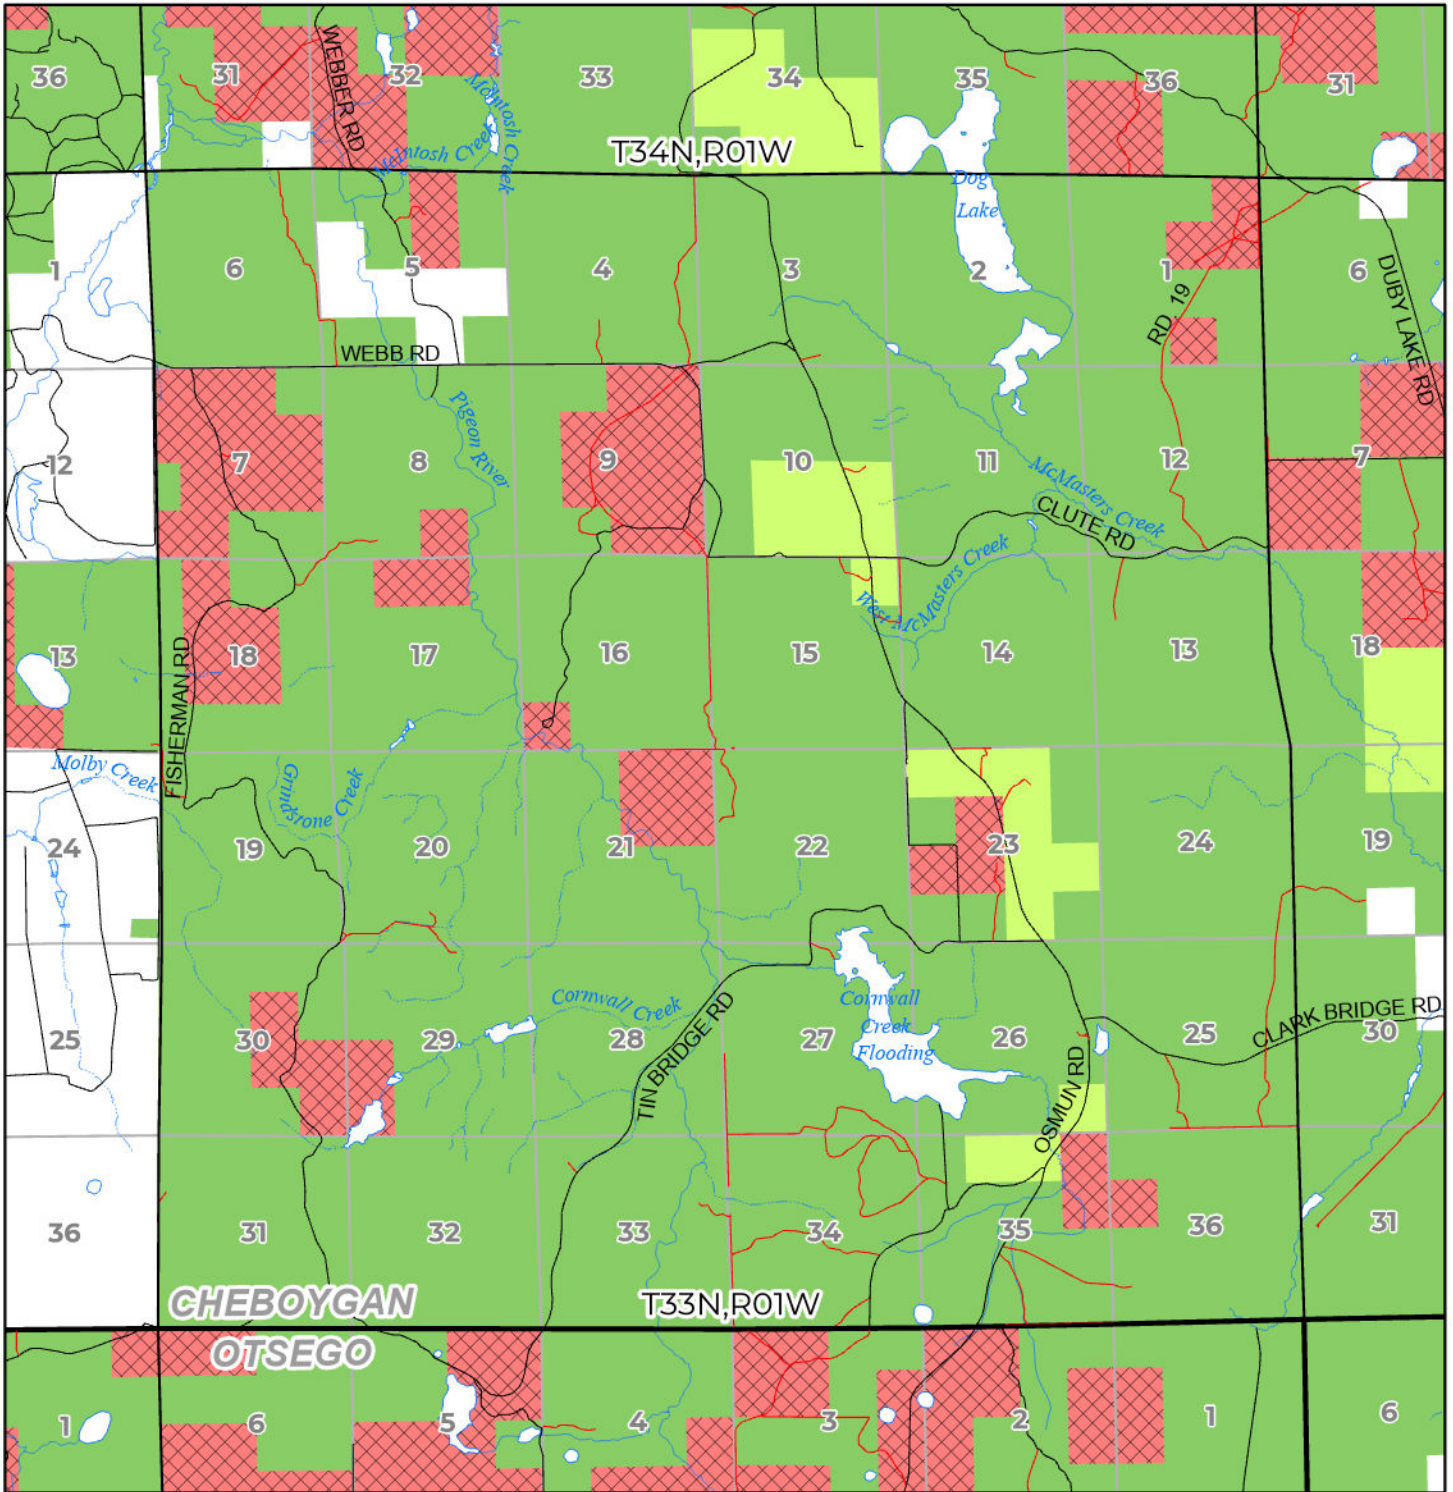 36
31
WEBBER RD
32
McIntosh Creek
33
34
35
36
31
McIntosh Creek
T34N,R01W
Dog
Lake
1
6
5
4
3
2
1
6
RD, 19
DUBY LAKE RD
WEBB RD
12
7
8
Pigeon River
9
10
11
12
7
McMasters Creek
CLUTE RD
West McMasters Creek
13
18
17
16
15
14
13
18
FISHERMAN RD
Molby Creek
Grindstone Creek
24
19
20
21
22
23
24
19
25
30
29
Cornwall Creek
28
TIN BRIDGE RD
27
Cornwall
Creek
Flooding
26
OSMUN RD
25
CLARK BRIDGE RD
30
36
31
32
33
34
35
36
31
CHEBOYGAN
T33N,R01W
OTSEGO
1
6
5
4
3
2
1
6